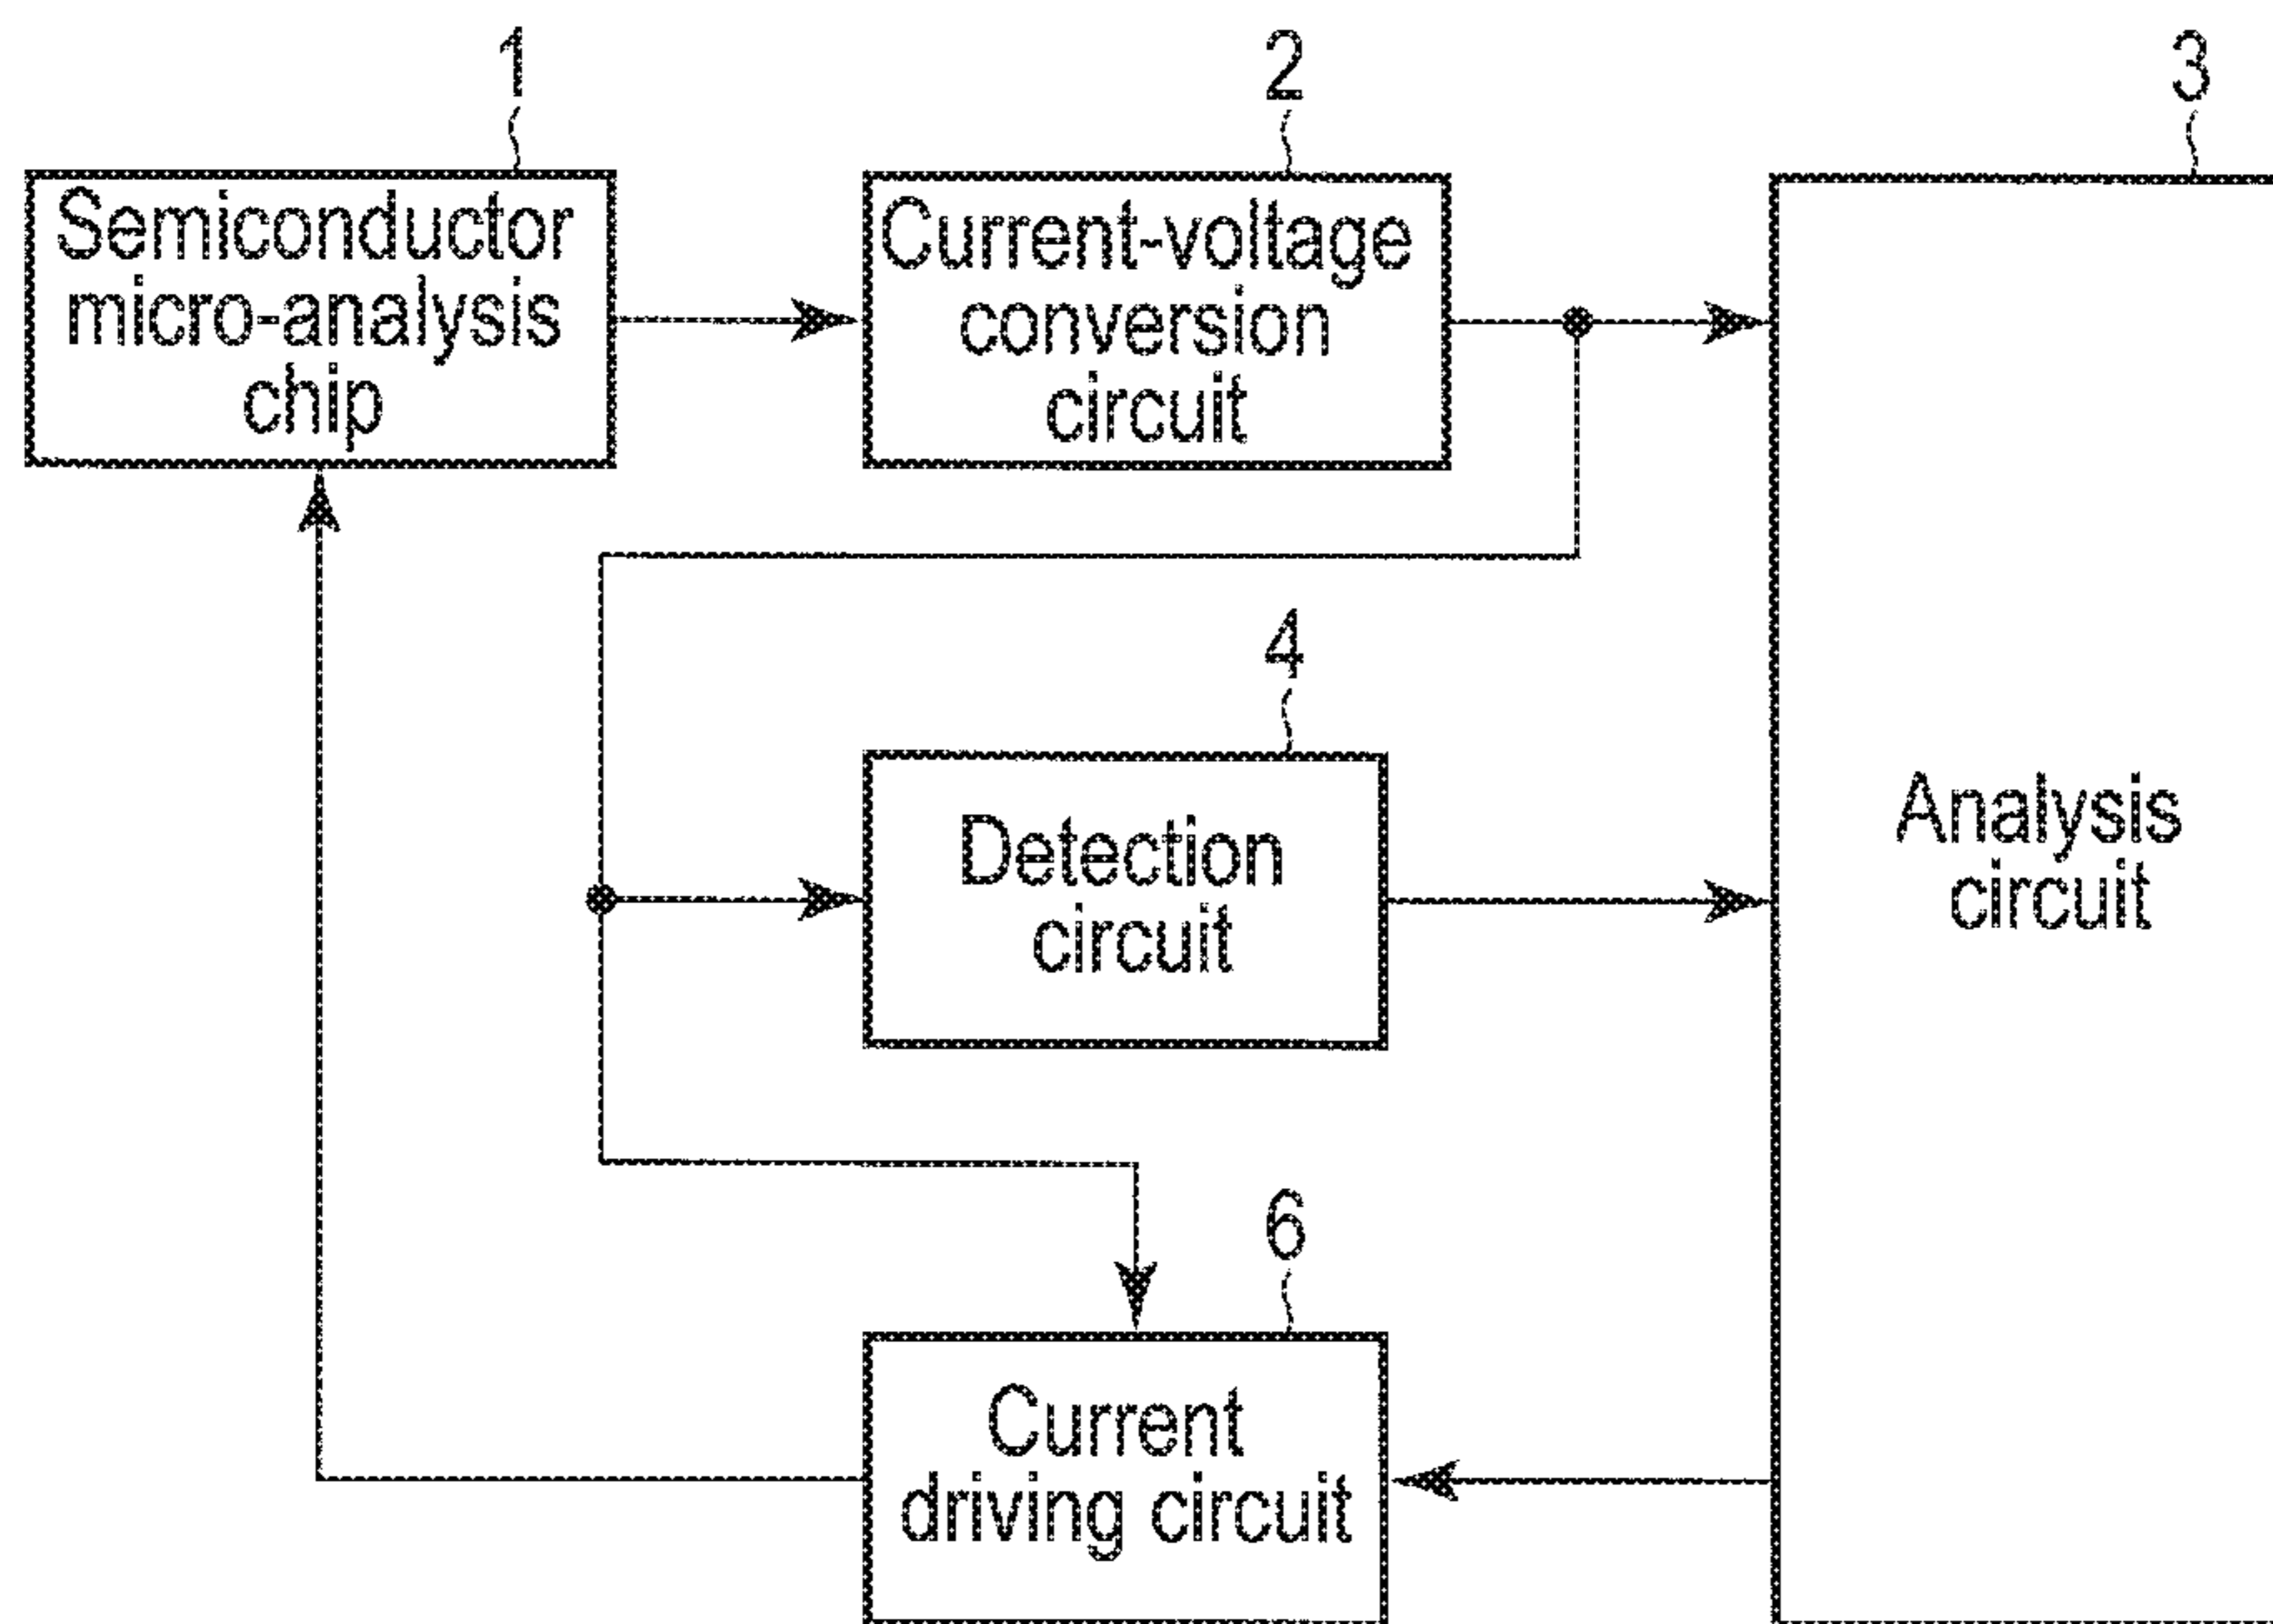 1
2
3
Semiconductor
micro-analysis
chip
Current-voltage
conversion
circuit
4
Detection
circuit
Analysis
circuit
6
Current
driving circuit